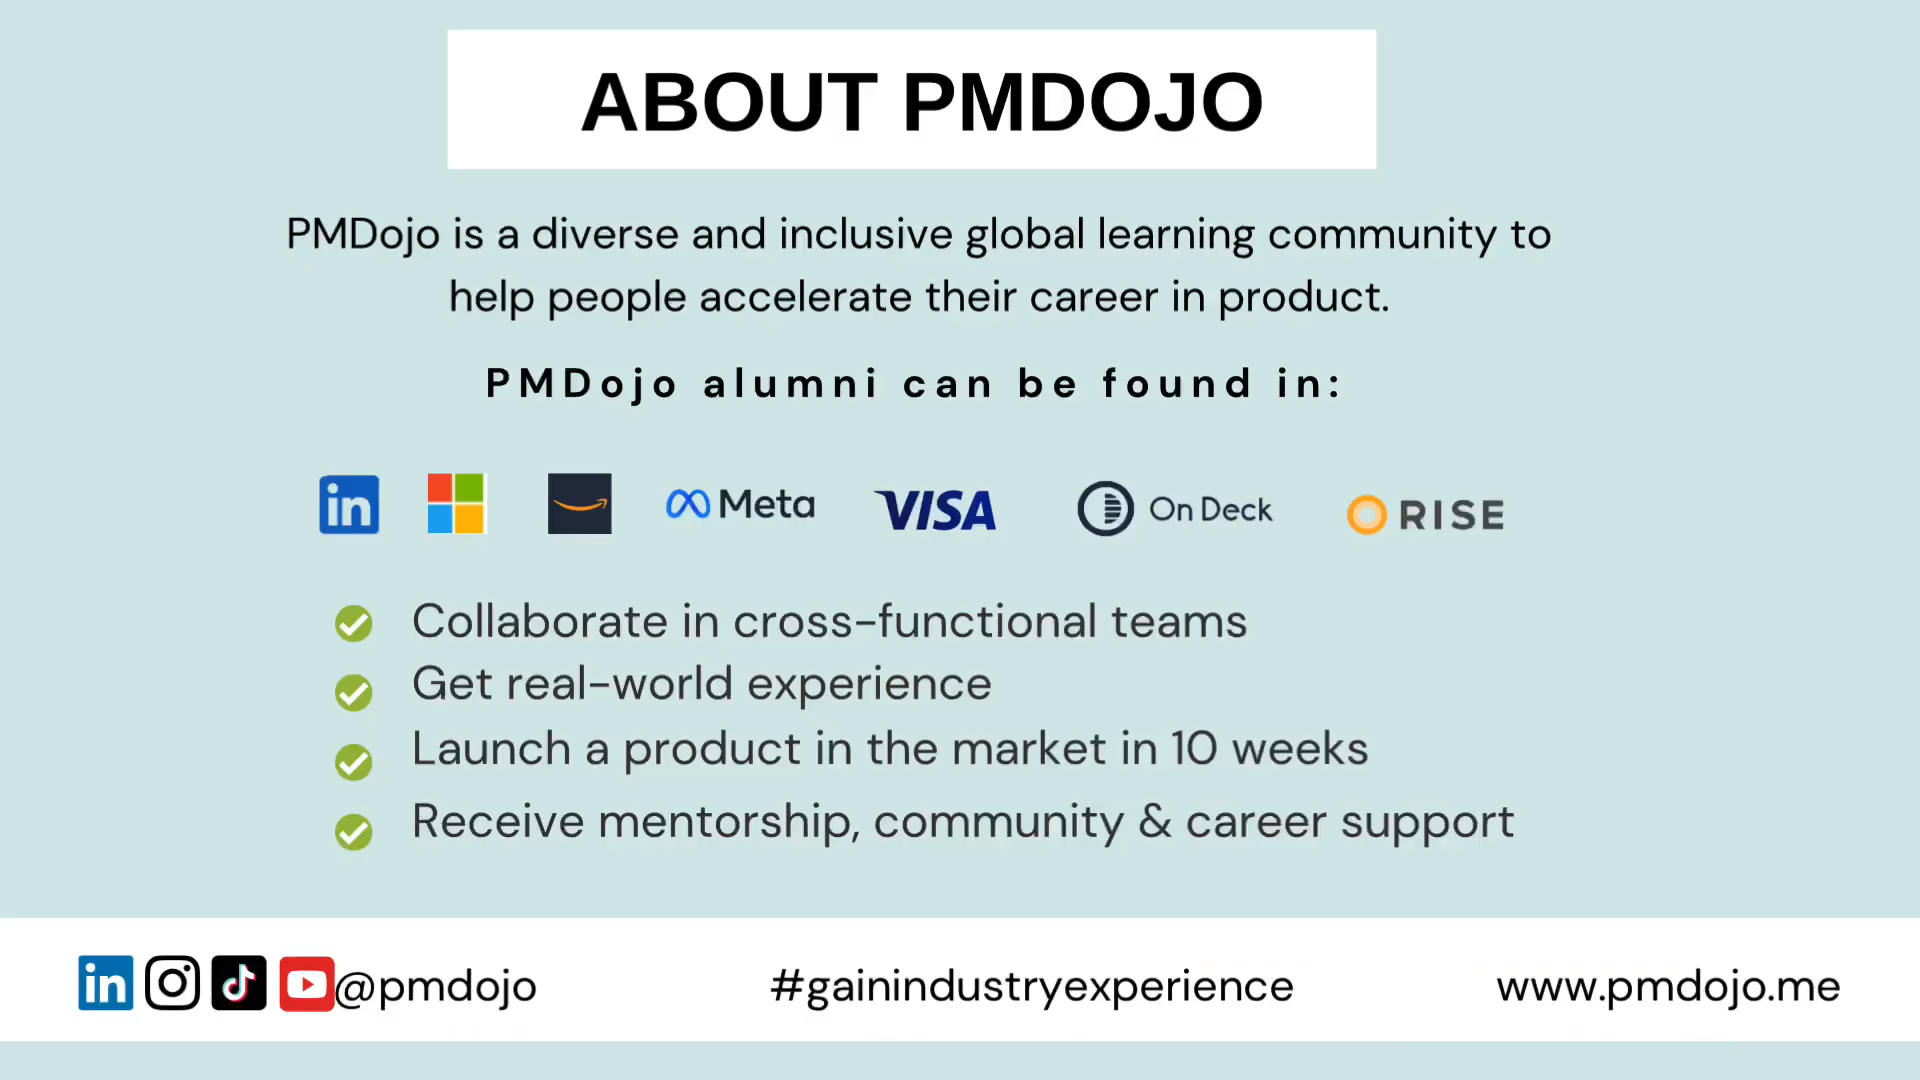 ABOUT PMDOJO
PMDojo is a diverse and inclusive global learning community to
help people accelerate their career in product.
PMDojo alumni can be found in:
in Meta VISA On Deck RISE
Collaborate in cross-functional teams
Get real-world experience
Launch a product in the market in 10 weeks
Receive mentorship, community & career support
in @pmdojo #gainindustryexperience www.pmdojo.me